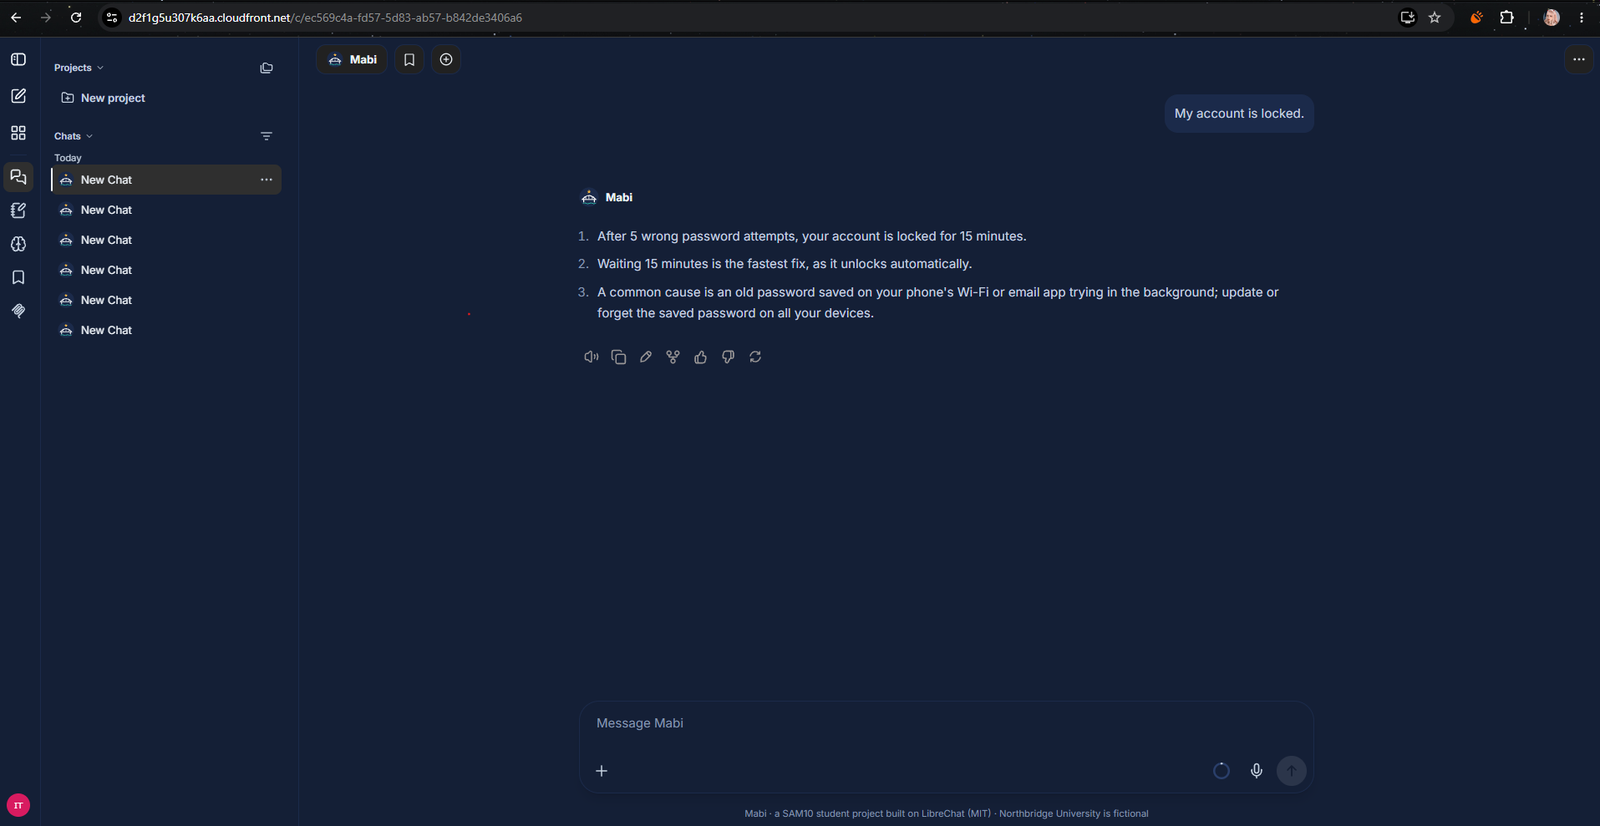 d2f1g5u307k6aa.cloudfront.net/c/ec569c4a-fd57-5d83-ab57-b842de3406a6
Projects
New project
Chats
Today
New Chat
New Chat
New Chat
New Chat
New Chat
New Chat
IT
Mabi
My account is locked.
Mabi
1. After 5 wrong password attempts, your account is locked for 15 minutes.
2. Waiting 15 minutes is the fastest fix, as it unlocks automatically.
3. A common cause is an old password saved on your phone's Wi-Fi or email app trying in the background; update or
forget the saved password on all your devices.
Message Mabi
Mabi · a SAM10 student project built on LibreChat (MIT) · Northbridge University is fictional